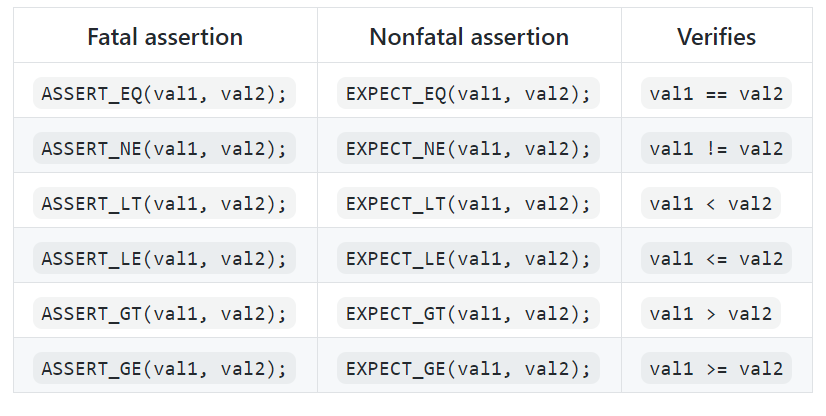 Fatal assertion Nonfatal assertion Verifies
ASSERT_EQ(val1, val2); EXPECT_EQ(val1, val2); val1 == val2
ASSERT_NE(val1, val2); EXPECT_NE(val1, val2); val1 != val2
ASSERT_LT(val1, val2); EXPECT_LT(val1, val2); val1 < val2
ASSERT_LE(val1, val2); EXPECT_LE(val1, val2); val1 <= val2
ASSERT_GT(val1, val2); EXPECT_GT(val1, val2); val1 > val2
ASSERT_GE(val1, val2); EXPECT_GE(val1, val2); val1 >= val2